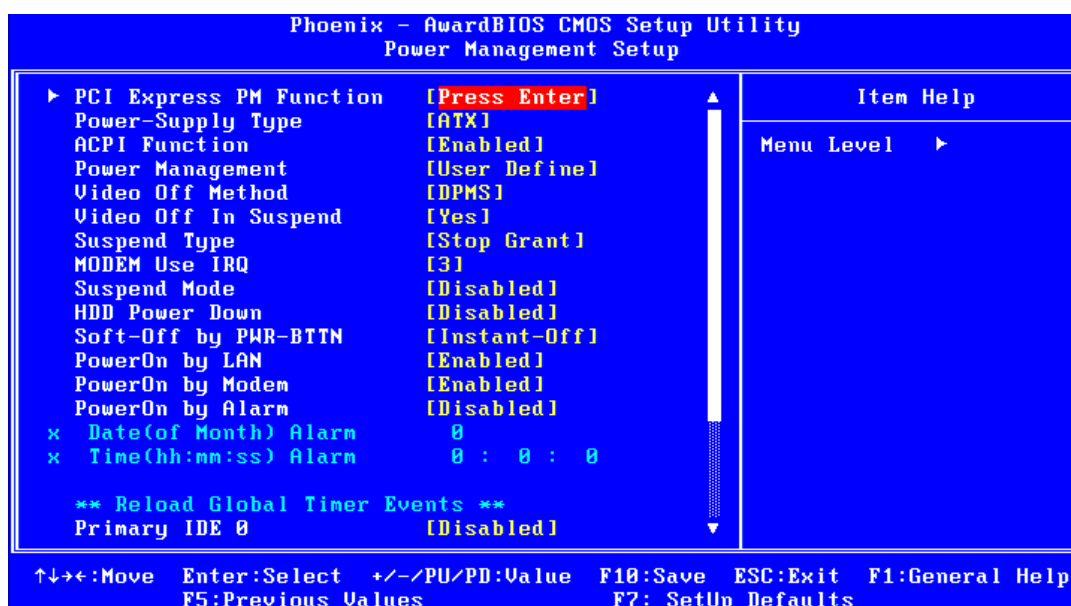 Phoenix - AwardBIOS CMOS Setup Utility
Power Management Setup
► PCI Express PM Function [Press Enter]
Power-Supply Type [ATX]
ACPI Function [Enabled]
Power Management [User Define]
Video Off Method [DPMS]
Video Off In Suspend [Yes]
Suspend Type [Stop Grant]
MODEM Use IRQ [3]
Suspend Mode [Disabled]
HDD Power Down [Disabled]
Soft-Off by PWR-BTTN [Instant-Off]
PowerOn by LAN [Enabled]
PowerOn by Modem [Enabled]
PowerOn by Alarm [Disabled]
x Date(of Month) Alarm 0
x Time(hh:mm:ss) Alarm 0 : 0 : 0
** Reload Global Timer Events **
Primary IDE 0 [Disabled]
Item Help
Menu Level ►
↑↓→←:Move Enter:Select +/-/PU/PD:Value F10:Save ESC:Exit F1:General Help
F5:Previous Values F7: SetUp Defaults